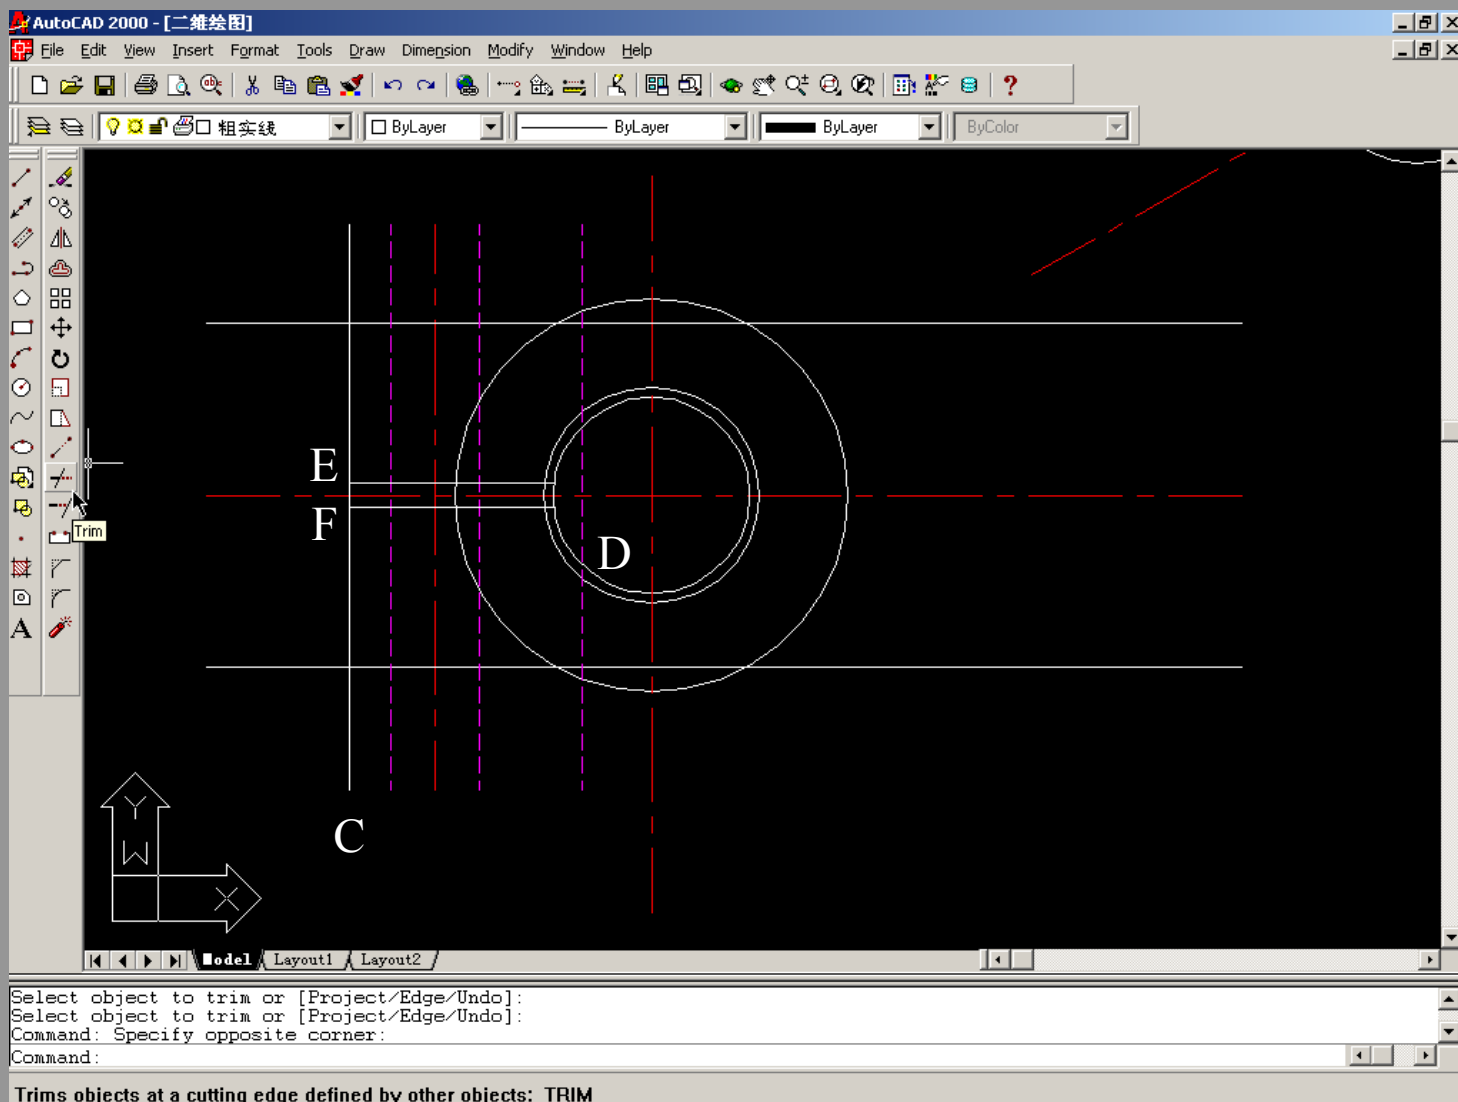 AutoCAD 2000 - [二维绘图]
File Edit View Insert Format Tools Draw Dimension Modify Window Help
粗实线 ByLayer ByLayer ByLayer ByColor
E
F
D
Trim
C
Y
W
X
Model Layout1 Layout2
Select object to trim or [Project/Edge/Undo]:
Select object to trim or [Project/Edge/Undo]:
Command: Specify opposite corner:
Command:
Trims objects at a cutting edge defined by other objects: TRIM